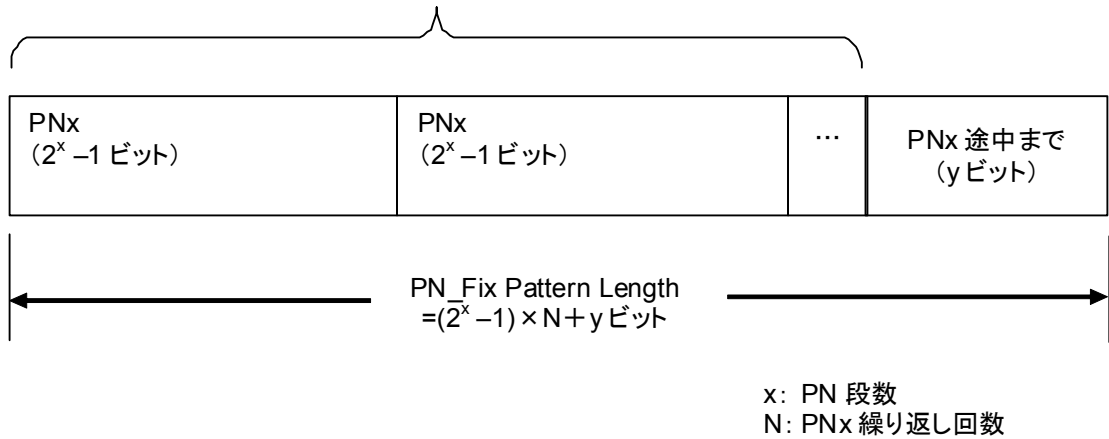 PNx
(2^x –1 ビット)
PNx
(2^x –1 ビット)
…
PNx 途中まで
(y ビット)
PN_Fix Pattern Length
=(2^x –1)×N+y ビット
x: PN 段数
N: PNx 繰り返し回数